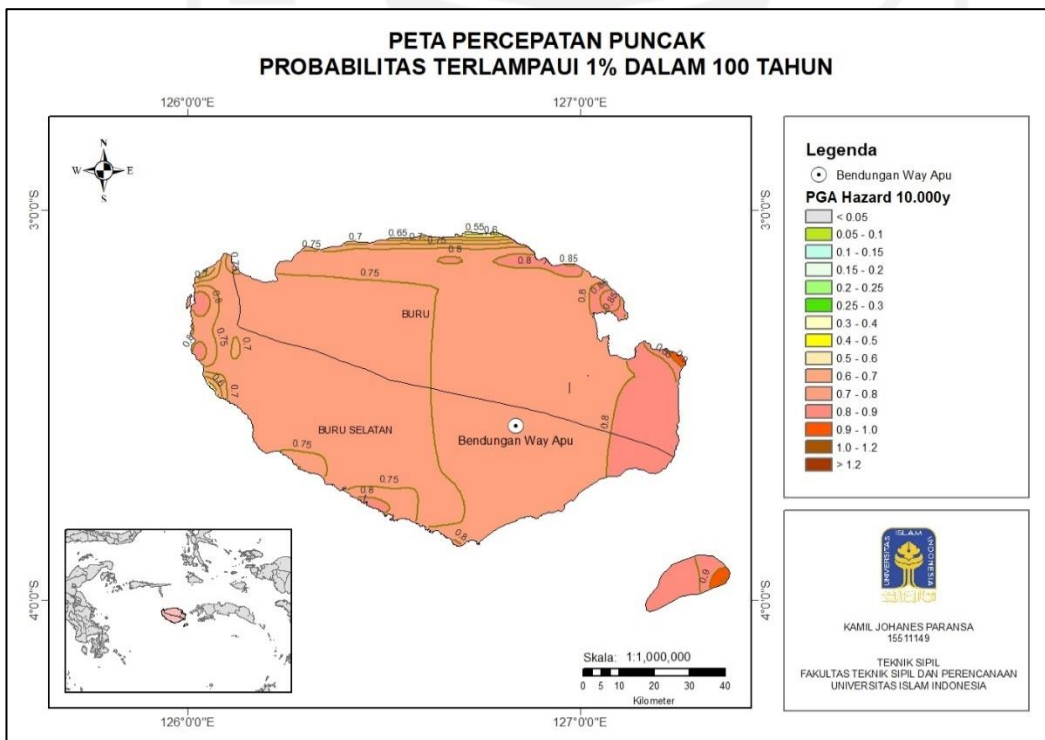 PETA PERCEPATAN PUNCAK
PROBABILITAS TERLAMPAUI 1% DALAM 100 TAHUN
126°0'0"E
127°0'0"E
N
W E
S
3°0'0"S
3°0'0"S
0.55
0.65
0.7
0.7
0.75
0.75
0.8
0.8
0.75
0.8
0.85
0.8
0.75
0.7
0.7
BURU
0.8
BURU SELATAN
Bendungan Way Apu
0.75
0.8
0.8
0.9
4°0'0"S
4°0'0"S
Skala: 1:1,000,000
0 5 10 20 30 40
Kilometer
126°0'0"E
127°0'0"E
Legenda
Bendungan Way Apu
PGA Hazard 10.000y
< 0.05
0.05 - 0.1
0.1 - 0.15
0.15 - 0.2
0.2 - 0.25
0.25 - 0.3
0.3 - 0.4
0.4 - 0.5
0.5 - 0.6
0.6 - 0.7
0.7 - 0.8
0.8 - 0.9
0.9 - 1.0
1.0 - 1.2
> 1.2
UNIVERSITAS ISLAM INDONESIA
KAMIL JOHANES PARANSA
15511149
TEKNIK SIPIL
FAKULTAS TEKNIK SIPIL DAN PERENCANAAN
UNIVERSITAS ISLAM INDONESIA